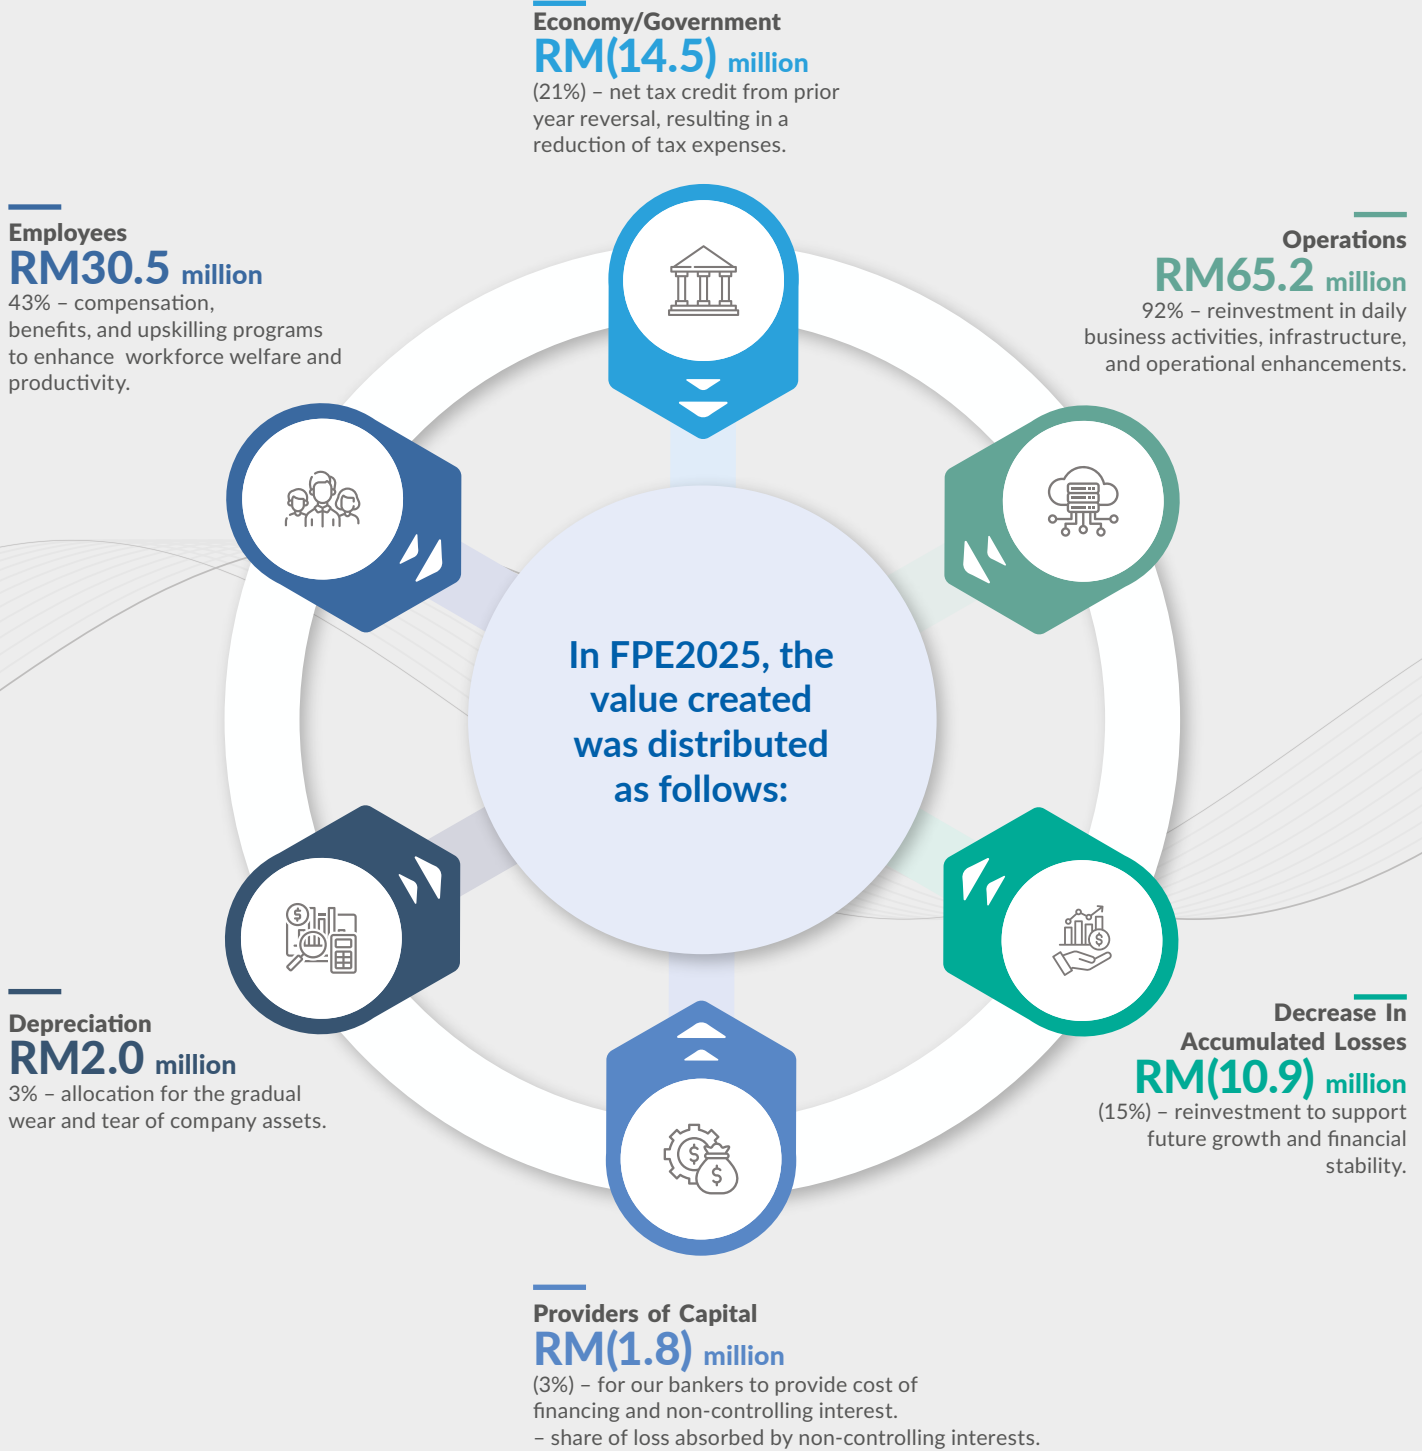 Economy/Government
RM(14.5) million
(21%) – net tax credit from prior
year reversal, resulting in a
reduction of tax expenses.
Employees
RM30.5 million
43% – compensation,
benefits, and upskilling programs
to enhance workforce welfare and
productivity.
Operations
RM65.2 million
92% – reinvestment in daily
business activities, infrastructure,
and operational enhancements.
In FPE2025, the
value created
was distributed
as follows:
Depreciation
RM2.0 million
3% – allocation for the gradual
wear and tear of company assets.
Decrease In
Accumulated Losses
RM(10.9) million
(15%) – reinvestment to support
future growth and financial
stability.
Providers of Capital
RM(1.8) million
(3%) – for our bankers to provide cost of
financing and non-controlling interest.
– share of loss absorbed by non-controlling interests.